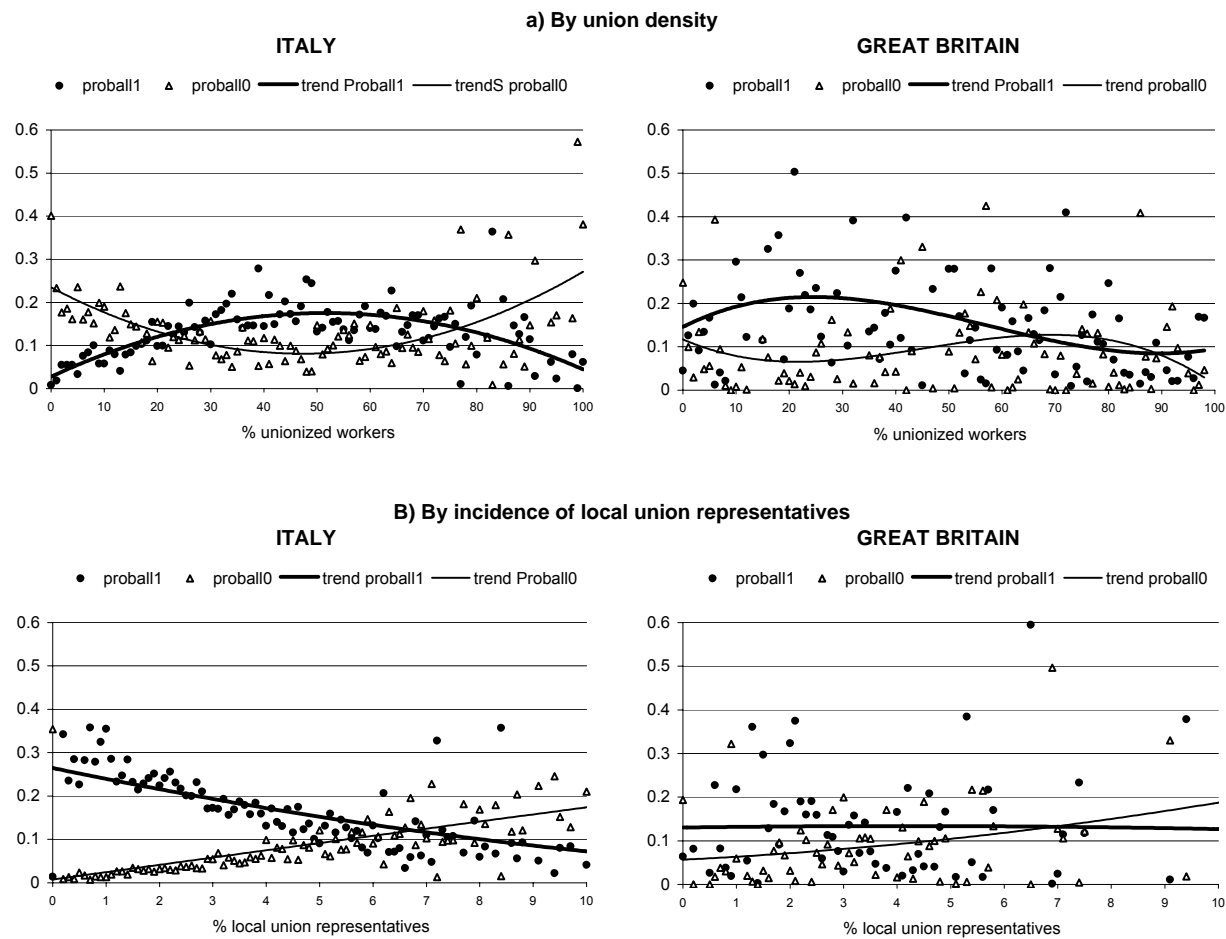 a) By union density
ITALY
GREAT BRITAIN
proball1 proball0 trend Proball1 trendS proball0
proball1 proball0 trend Proball1 trend proball0
0.6
0.5
0.4
0.3
0.2
0.1
0
0 10 20 30 40 50 60 70 80 90 100
% unionized workers
0.6
0.5
0.4
0.3
0.2
0.1
0
0 10 20 30 40 50 60 70 80 90 100
% unionized workers
B) By incidence of local union representatives
ITALY
GREAT BRITAIN
proball1 proball0 trend proball1 trend Proball0
proball1 proball0 trend proball1 trend proball0
0.6
0.5
0.4
0.3
0.2
0.1
0
0 1 2 3 4 5 6 7 8 9 10
% local union representatives
0.6
0.5
0.4
0.3
0.2
0.1
0
0 1 2 3 4 5 6 7 8 9 10
% local union representatives